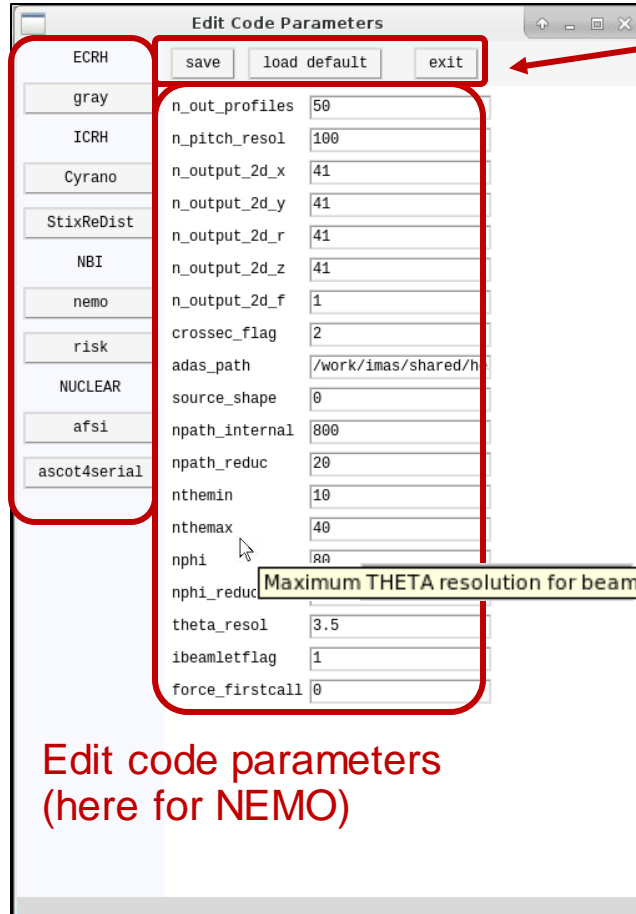 Edit Code Parameters
save load default exit
ECRH
gray
ICRH
Cyrano
StixReDist
NBI
nemo
risk
NUCLEAR
afsi
ascot4serial
n_out_profiles 50
n_pitch_resol 100
n_output_2d_x 41
n_output_2d_y 41
n_output_2d_r 41
n_output_2d_z 41
n_output_2d_f 1
crossec_flag 2
adas_path /work/imas/shared/he
source_shape 0
npath_internal 800
npath_reduc 20
nthemin 10
nthemax 40
nphi 80
nphi_reduc
Maximum THETA resolution for beam
theta_resol 3.5
ibeamletflag 1
force_firstcall 0
Edit code parameters
(here for NEMO)